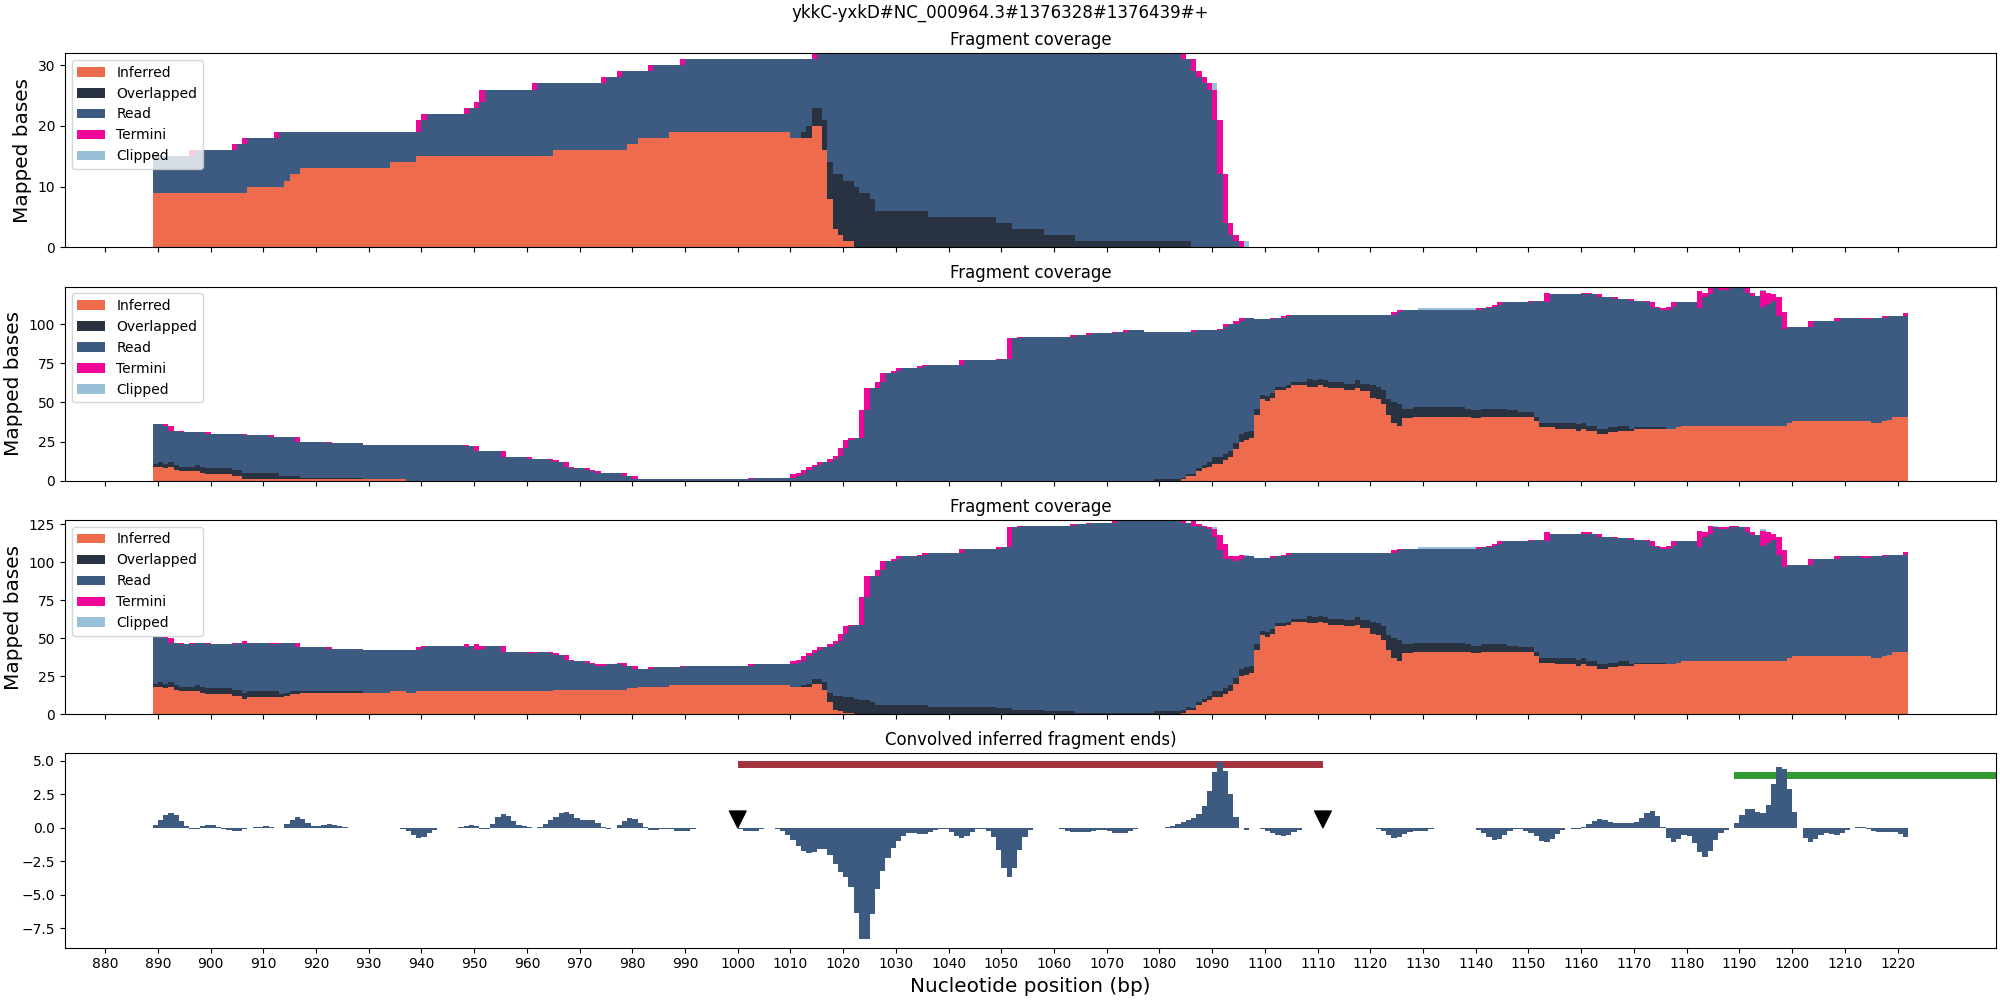 ykkC-yxkD#NC_000964.3#1376328#1376439#+
Fragment coverage
Mapped bases
30
20
10
0
Inferred
Overlapped
Read
Termini
Clipped
Fragment coverage
Mapped bases
100
75
50
25
0
Inferred
Overlapped
Read
Termini
Clipped
Fragment coverage
Mapped bases
125
100
75
50
25
0
Inferred
Overlapped
Read
Termini
Clipped
Convolved inferred fragment ends)
5.0
2.5
0.0
−2.5
−5.0
−7.5
880 890 900 910 920 930 940 950 960 970 980 990 1000 1010 1020 1030 1040 1050 1060 1070 1080 1090 1100 1110 1120 1130 1140 1150 1160 1170 1180 1190 1200 1210 1220
Nucleotide position (bp)